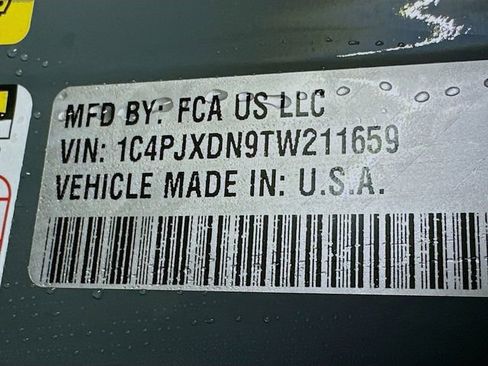 MFD BY: FCA US LLC
VIN: 1C4PJXDN9TW211659
VEHICLE MADE IN: U.S.A.